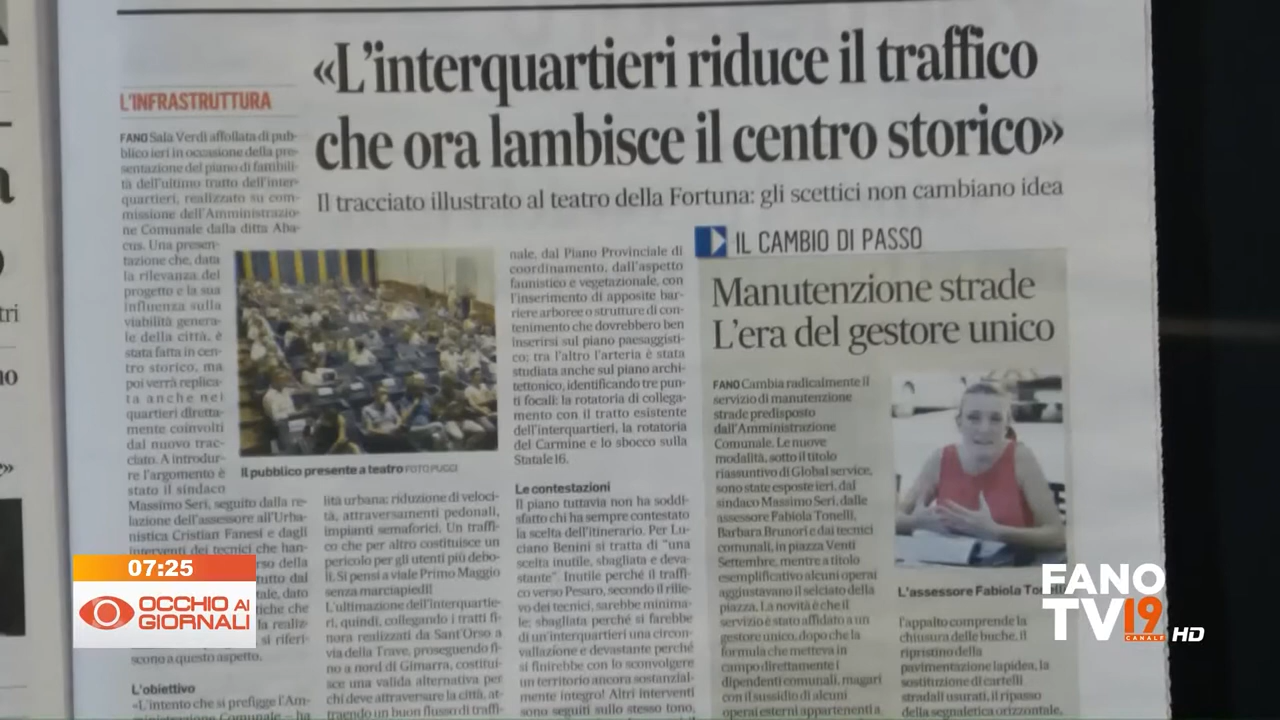 «L'interquartieri riduce il traffico
che ora lambisce il centro storico»
Il tracciato illustrato al teatro della Fortuna: gli scettici non cambiano idea
L'INFRASTRUTTURA
FANO Sala Verdi affollata di pub-
blico ieri in occasione della pre-
sentazione del piano di fattibili-
tà dell'ultimo tratto dell'inter-
quartieri, realizzato su com-
missione dell'Amministrazio-
ne Comunale dalla ditta Aba-
cus. Una presen-
tazione che, data
la rilevanza del
progetto e la sua
influenza sulla
viabilità genera-
le della città, è
stata fatta in cen-
tro storico, ma
poi verrà replica-
ta anche nei
quartieri diretta-
mente coinvolti
dal nuovo trac-
ciato. A introdur-
re l'argomento è
stato il sindaco
Massimo Seri, seguito dalla re-
lazione dell'assessore all'Urba-
nistica Cristian Fanesi e dagli
interventi dei tecnici che han-
rso della
tutto dal
tale, dato
tiche che
la realiz-
si riferi-
scono a questo aspetto.
L'obiettivo
«L'intento che si prefigge l'Am-
ministrazione Comunale – ha
Il pubblico presente a teatro FOTO PUCCI
lità urbana: riduzione di veloci-
tà, attraversamenti pedonali,
impianti semaforici. Un traffi-
co che per altro costituisce un
pericolo per gli utenti più debo-
li. Si pensi a viale Primo Maggio
senza marciapiedi!
L'ultimazione dell'interquartie-
ri, quindi, collegando i tratti fi-
nora realizzati da Sant'Orso a
via della Trave, proseguendo fi-
no a nord di Gimarra, costitui-
sce una valida alternativa per
chi deve attraversare la città, at-
traendo un buon flusso di traffi-
nale, dal Piano Provinciale di
coordinamento, dall'aspetto
faunistico e vegetazionale, con
l'inserimento di apposite bar-
riere arboree o strutture di con-
tenimento che dovrebbero ben
inserirsi sul piano paesaggisti-
co; tra l'altro l'arteria è stata
studiata anche sul piano archi-
tettonico, identificando tre pun-
ti focali: la rotatoria di collega-
mento con il tratto esistente
dell'interquartieri, la rotatoria
del Carmine e lo sbocco sulla
Statale 16.
Le contestazioni
Il piano tuttavia non ha soddi-
sfatto chi ha sempre contestato
la scelta dell'itinerario. Per Lu-
ciano Benini si tratta di "una
scelta inutile, sbagliata e deva-
stante". Inutile perché il traffi-
co verso Pesaro, secondo il rilie-
vo dei tecnici, sarebbe minima-
le; sbagliata perché si farebbe
di un'interquartieri una circon-
vallazione e devastante perché
si finirebbe con lo sconvolgere
un territorio ancora sostanzial-
mente integro! Altri interventi
sono seguiti sullo stesso tono,
IL CAMBIO DI PASSO
Manutenzione strade
L'era del gestore unico
FANO Cambia radicalmente il
servizio di manutenzione
strade predisposto
dall'Amministrazione
Comunale. Le nuove
modalità, sotto il titolo
riassuntivo di Global service,
sono state esposte ieri, dal
sindaco Massimo Seri, dalle
assessore Fabiola Tonelli,
Barbara Brunori e dai tecnici
comunali, in piazza Venti
Settembre, mentre a titolo
esemplificativo alcuni operai
aggiustavano il selciato della
piazza. La novità è che il
servizio è stato affidato a un
gestore unico, dopo che la
formula che metteva in
campo direttamente i
dipendenti comunali, magari
con il sussidio di alcuni
operai esterni appartenenti a
L'assessore Fabiola
l'appalto comprende la
chiusura delle buche, il
ripristino della
pavimentazione lapidea, la
sostituzione di cartelli
stradali usurati, il ripasso
della segnaletica orizzontale,
tri
07:25
OCCHIO AI
GIORNALI
FANO
TV19
CANALE
HD